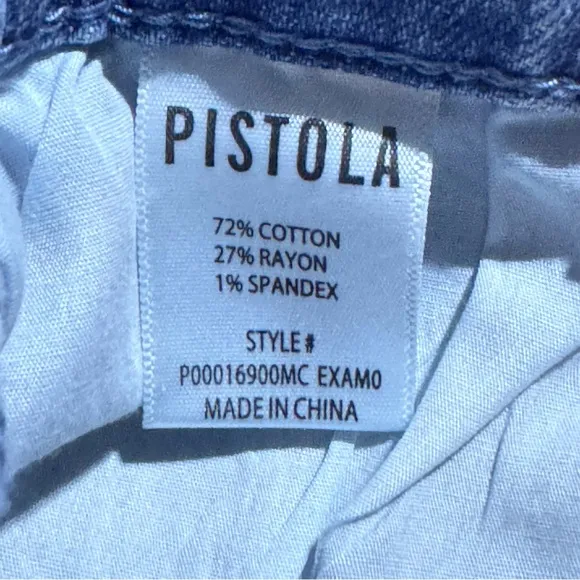 PISTOLA
72% COTTON
27% RAYON
1% SPANDEX
STYLE#
P00016900MC EXAM0
MADE IN CHINA